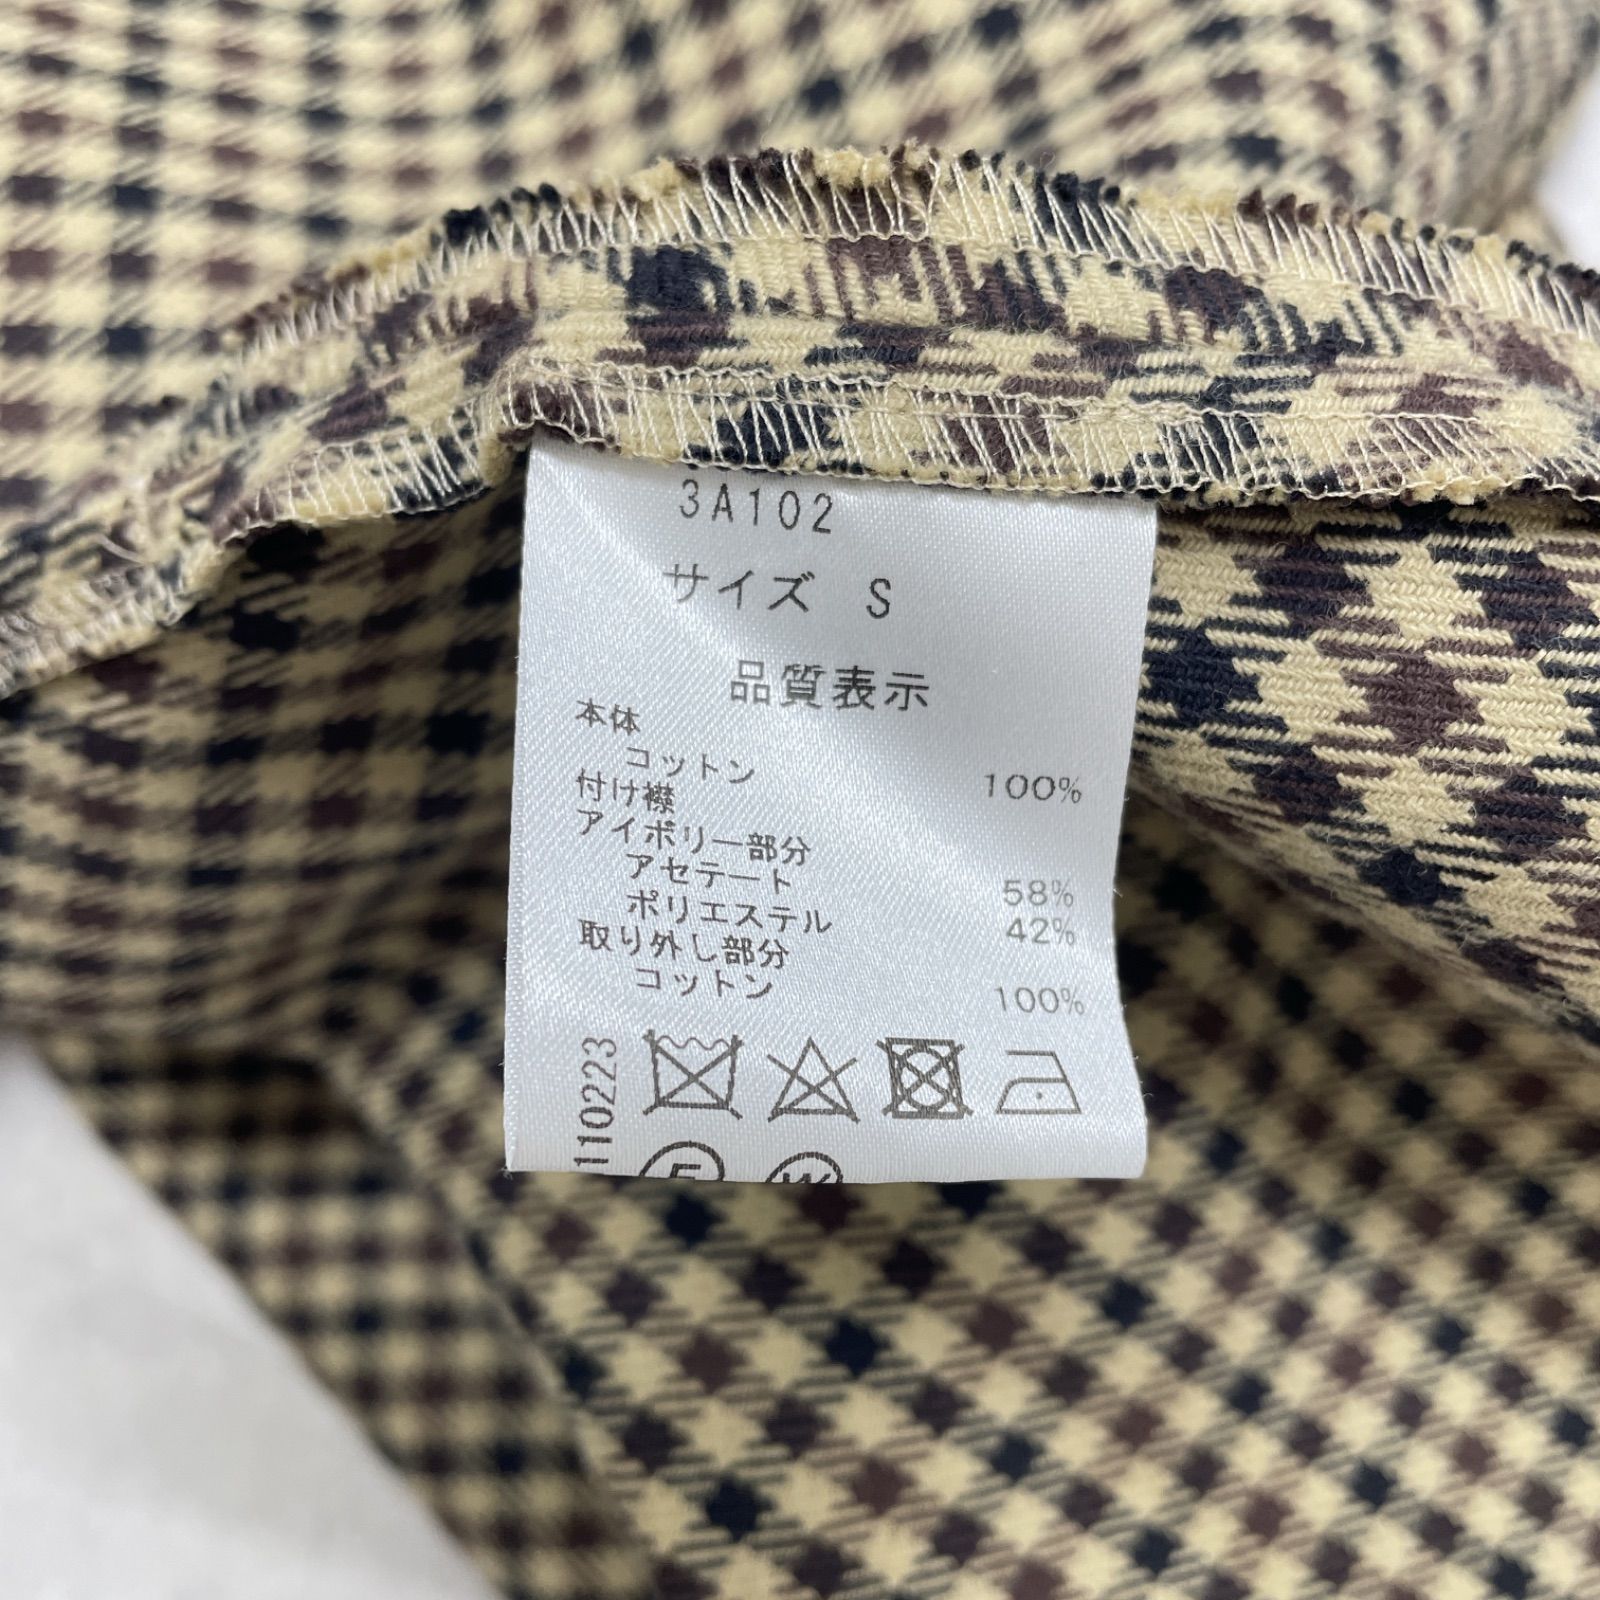 3A102
サイズ S
品質表示
本体
コットン 100%
付け襟
アイボリー部分
アセテート 58%
ポリエステル 42%
取り外し部分
コットン 100%
110223
F W